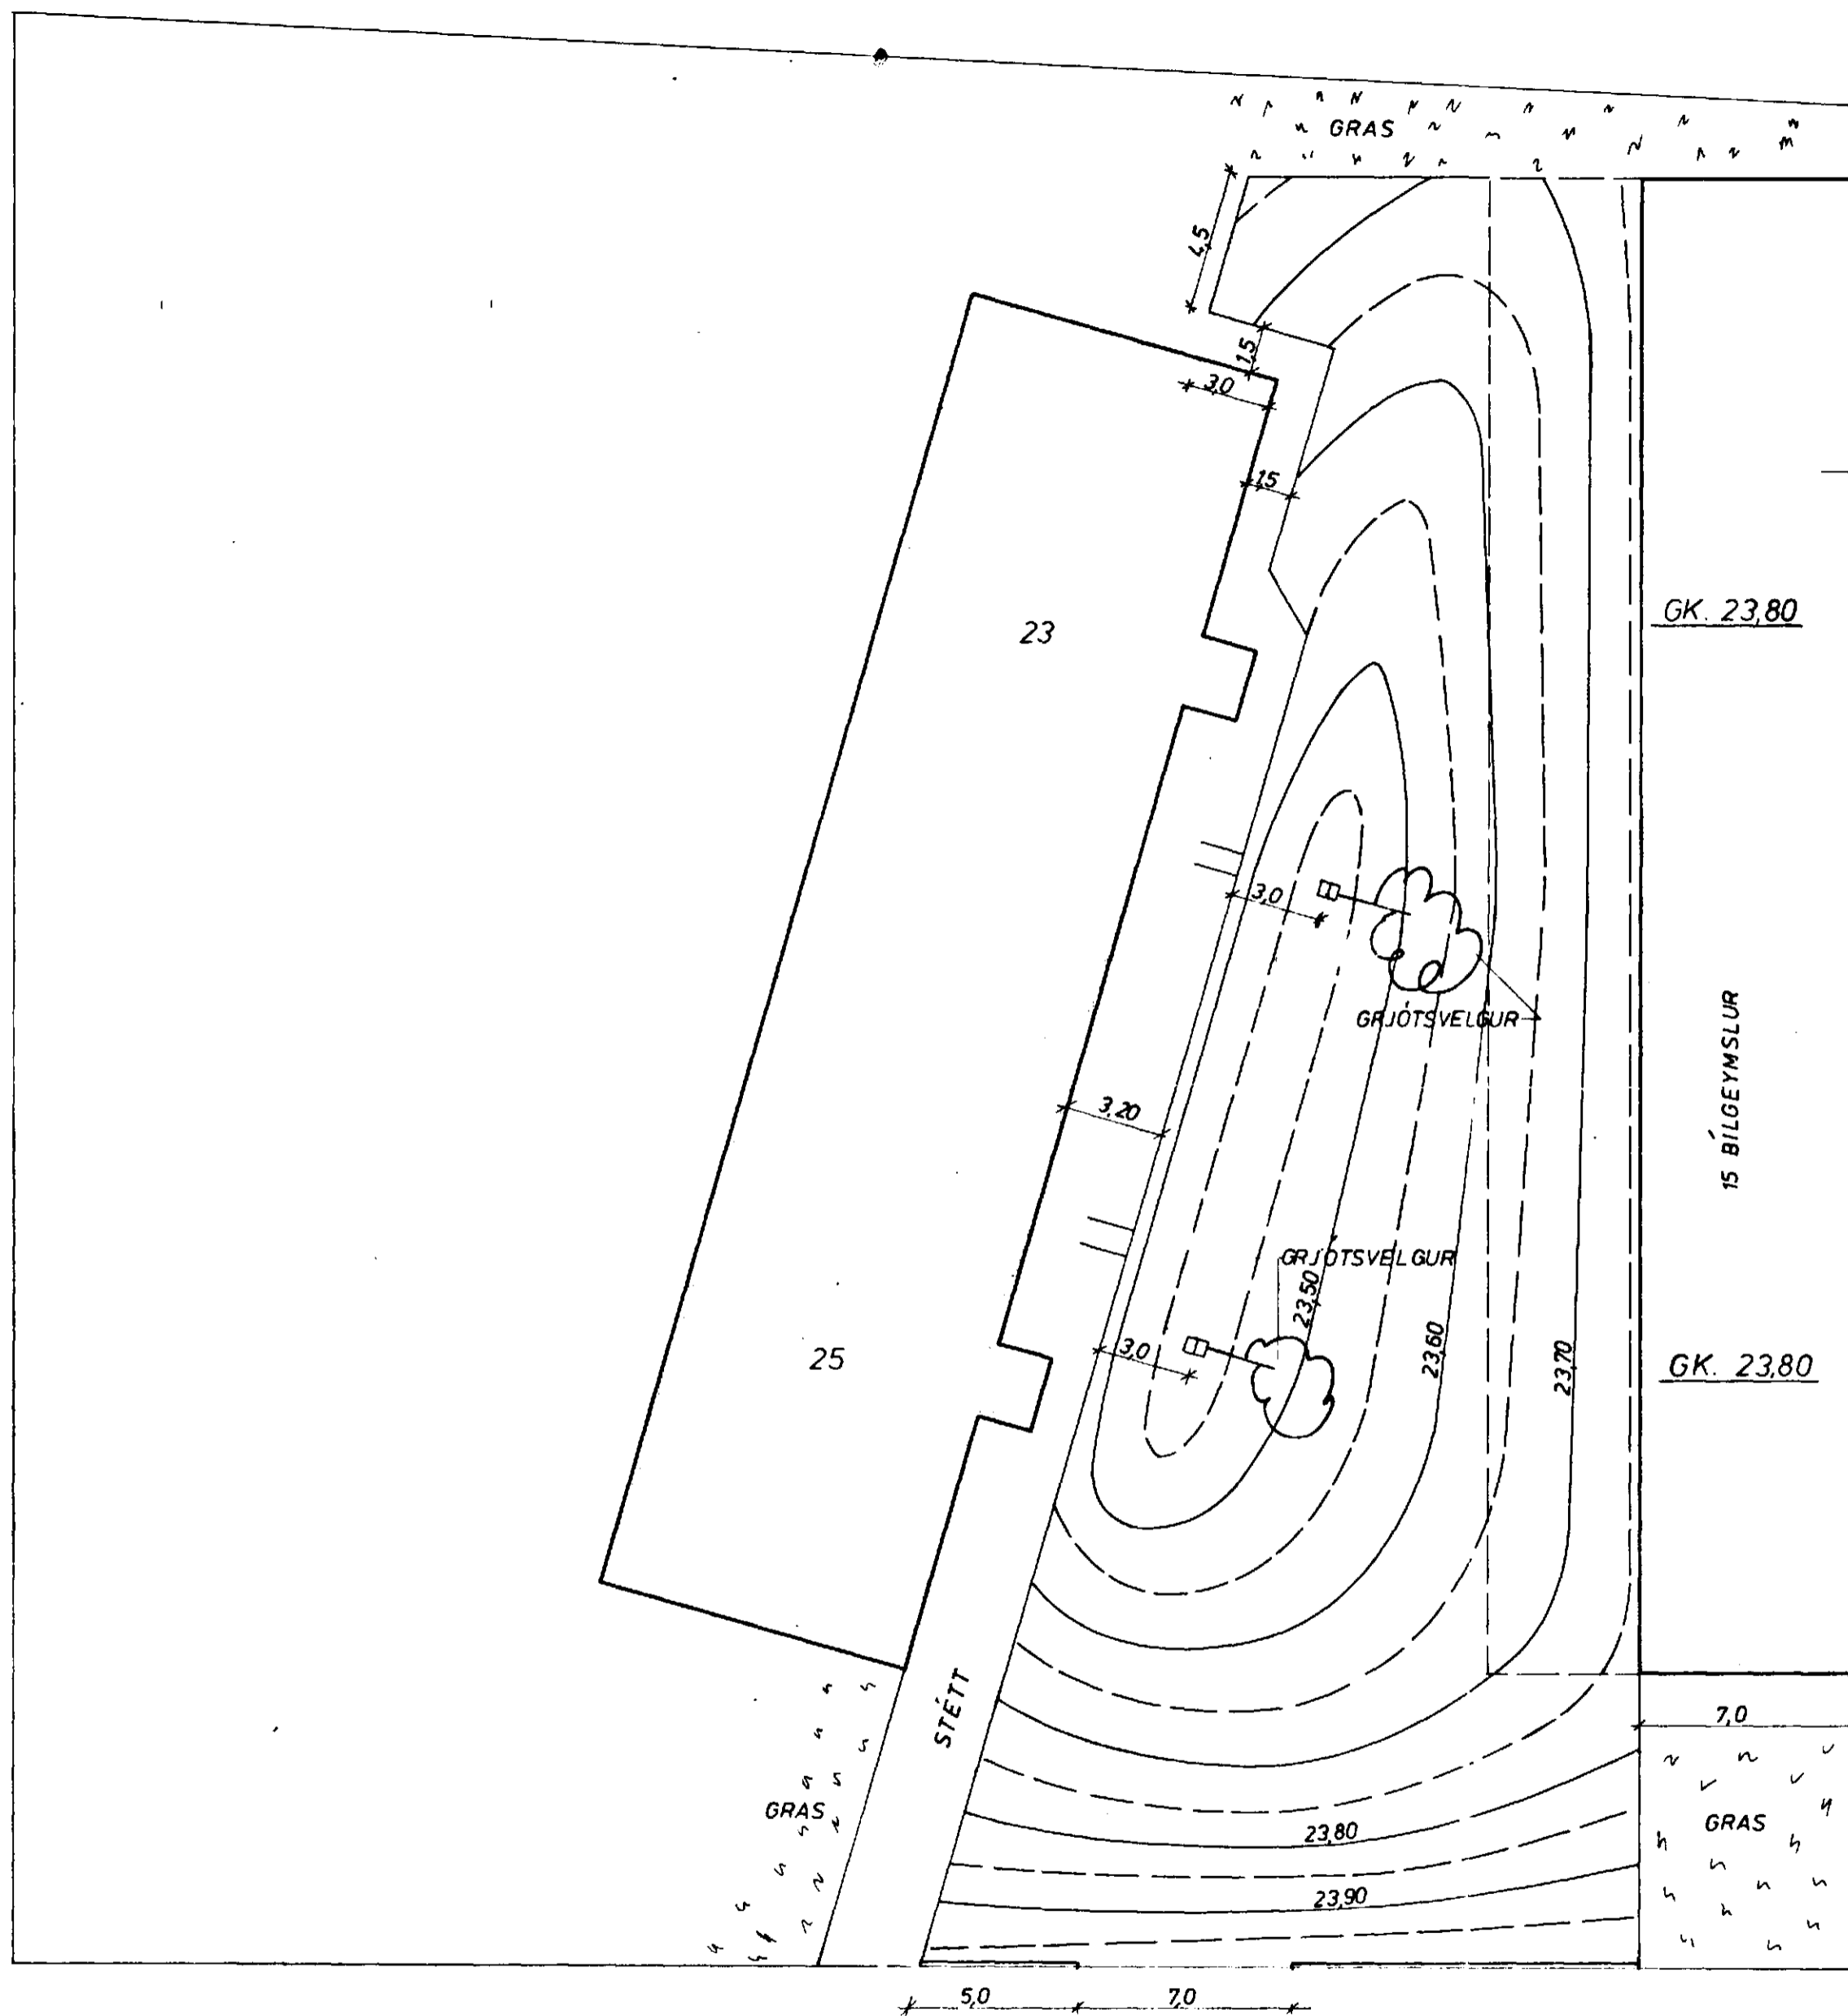 GRAS
4,5
1,5
3,0
1,5
GK. 23,80
23
3,0
GRJÓTSVELGUR
15 BÍLGEYMSLUR
3,20
GRJÓTSVELGUR
23,50
23,60
23,70
3,0
25
GK. 23,80
STÉTT
7,0
GRAS
23,80
GRAS
23,90
5,0
7,0